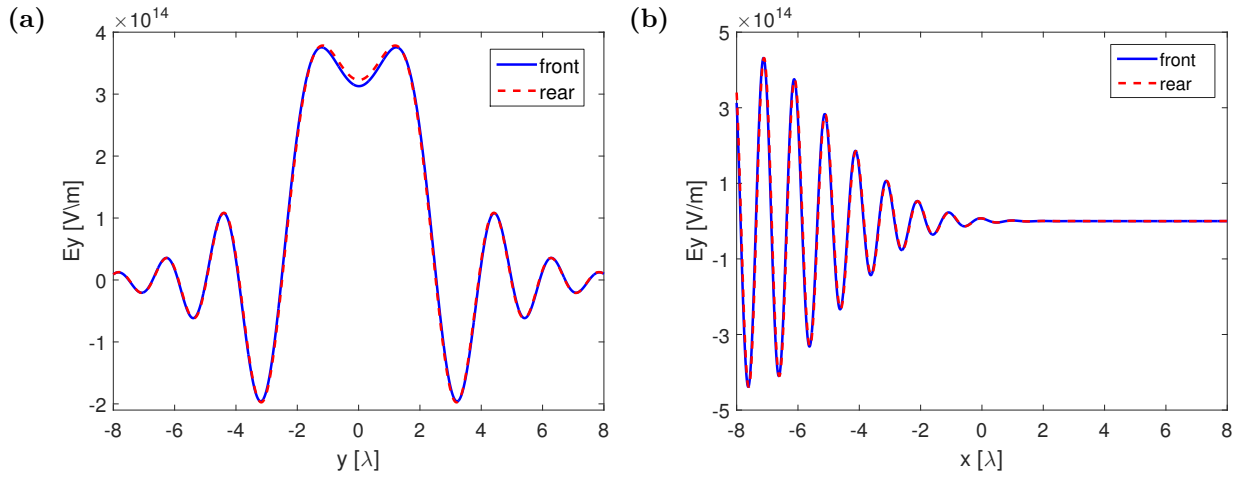 (a)
×10^14
4
3
2
1
0
-1
-2
Ey [V\m]
-8 -6 -4 -2 0 2 4 6 8
y [λ]
front
rear
(b)
×10^14
5
3
1
-1
-3
-5
Ey [V/m]
-8 -6 -4 -2 0 2 4 6 8
x [λ]
front
rear